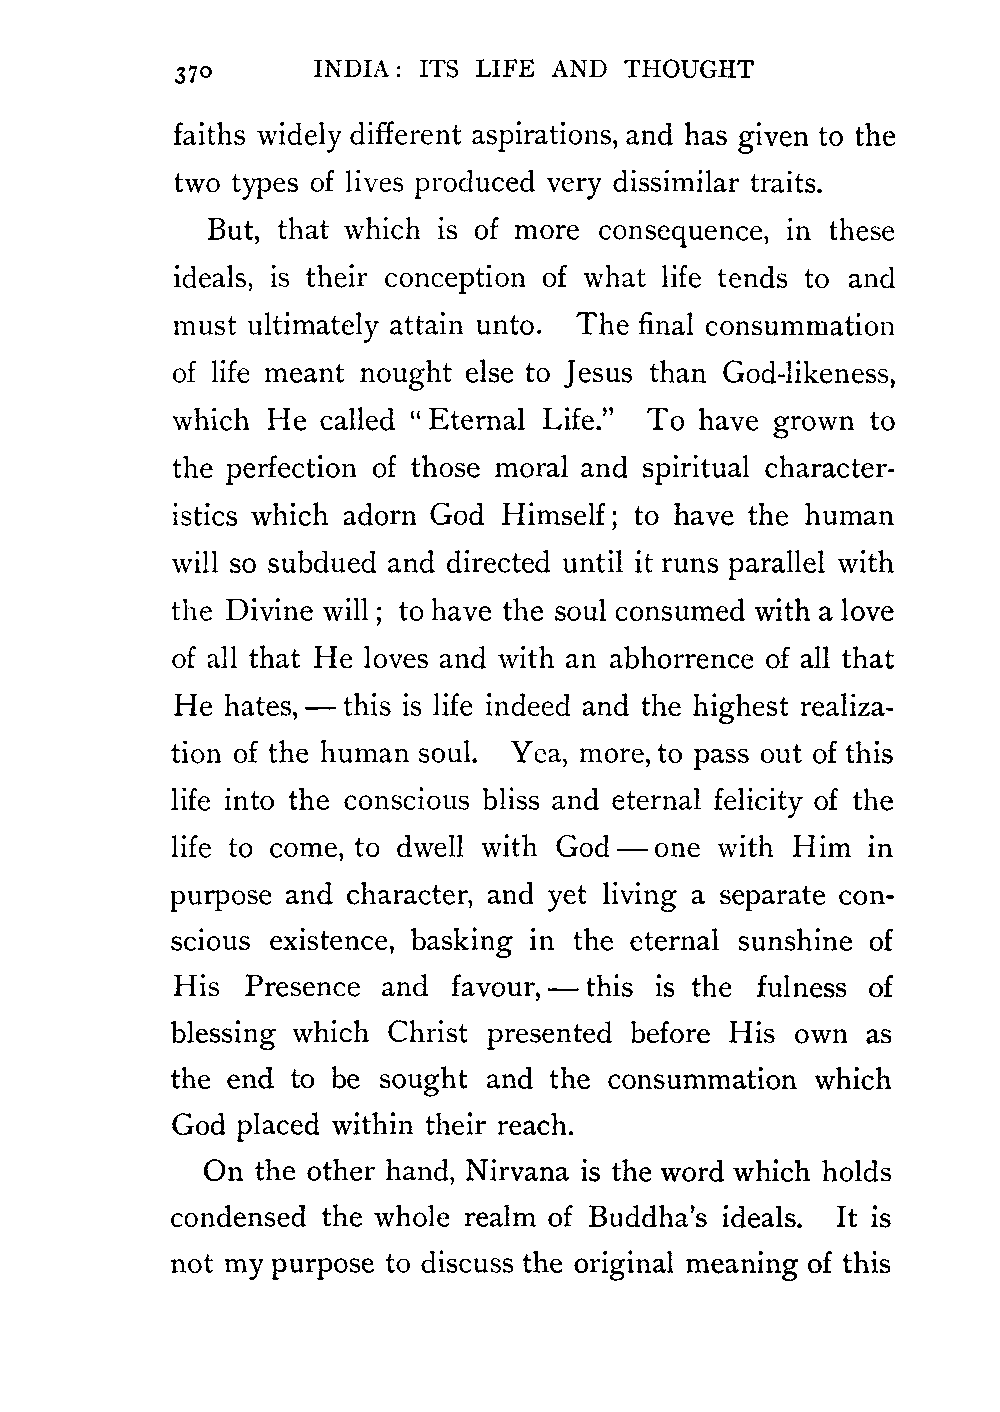 370 INDIA: ITS LIFE AND THOUGHT
faiths widely different aspirations, and has given to the
two types of lives produced very dissimilar traits.
But, that which is of more consequence, in these
ideals, is their conception of what life tends to and
must ultimately attain unto. The final consummation
of life meant nought else to Jesus than God-likeness,
which He called “Eternal Life.” To have grown to
the perfection of those moral and spiritual character-
istics which adorn God Himself; to have the human
will so subdued and directed until it runs parallel with
the Divine will; to have the soul consumed with a love
of all that He loves and with an abhorrence of all that
He hates, — this is life indeed and the highest realiza-
tion of the human soul. Yea, more, to pass out of this
life into the conscious bliss and eternal felicity of the
life to come, to dwell with God — one with Him in
purpose and character, and yet living a separate con-
scious existence, basking in the eternal sunshine of
His Presence and favour, — this is the fulness of
blessing which Christ presented before His own as
the end to be sought and the consummation which
God placed within their reach.
On the other hand, Nirvana is the word which holds
condensed the whole realm of Buddha's ideals. It is
not my purpose to discuss the original meaning of this